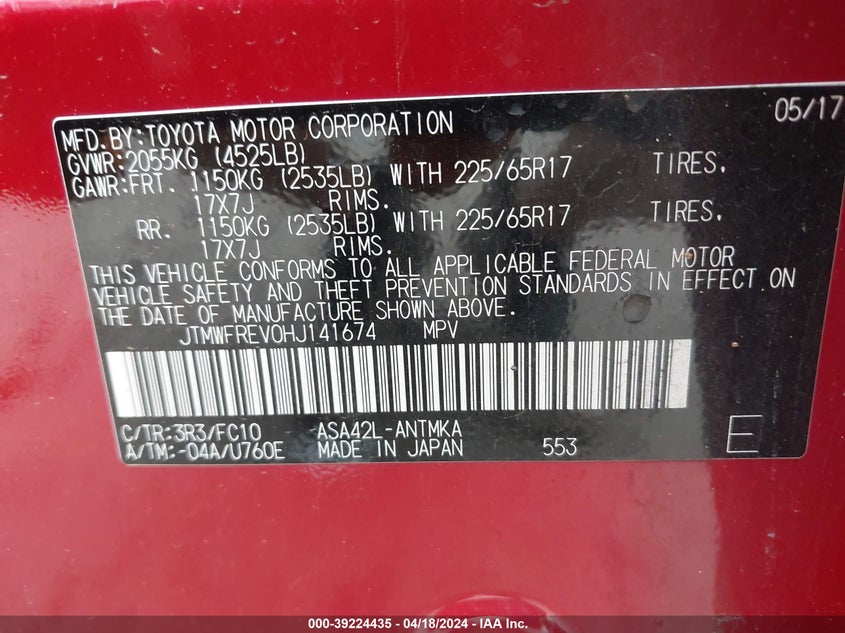 05/17
MFD.BY:TOYOTA MOTOR CORPORATION
GVWR:2055KG (4525LB)
GAWR:FRT. 1150KG (2535LB) WITH 225/65R17 TIRES.
17X7J RIMS.
RR. 1150KG (2535LB) WITH 225/65R17 TIRES.
17X7J RIMS.
THIS VEHICLE CONFORMS TO ALL APPLICABLE FEDERAL MOTOR
VEHICLE SAFETY AND THEFT PREVENTION STANDARDS IN EFFECT ON
THE DATE OF MANUFACTURE SHOWN ABOVE.
JTMWFREV0HJ141674 MPV
C/TR:3R3/FC10 ASA42L-ANTMKA
A/TM:-04A/U760E MADE IN JAPAN 553 E
000-39224435 - 04/18/2024 - IAA Inc.